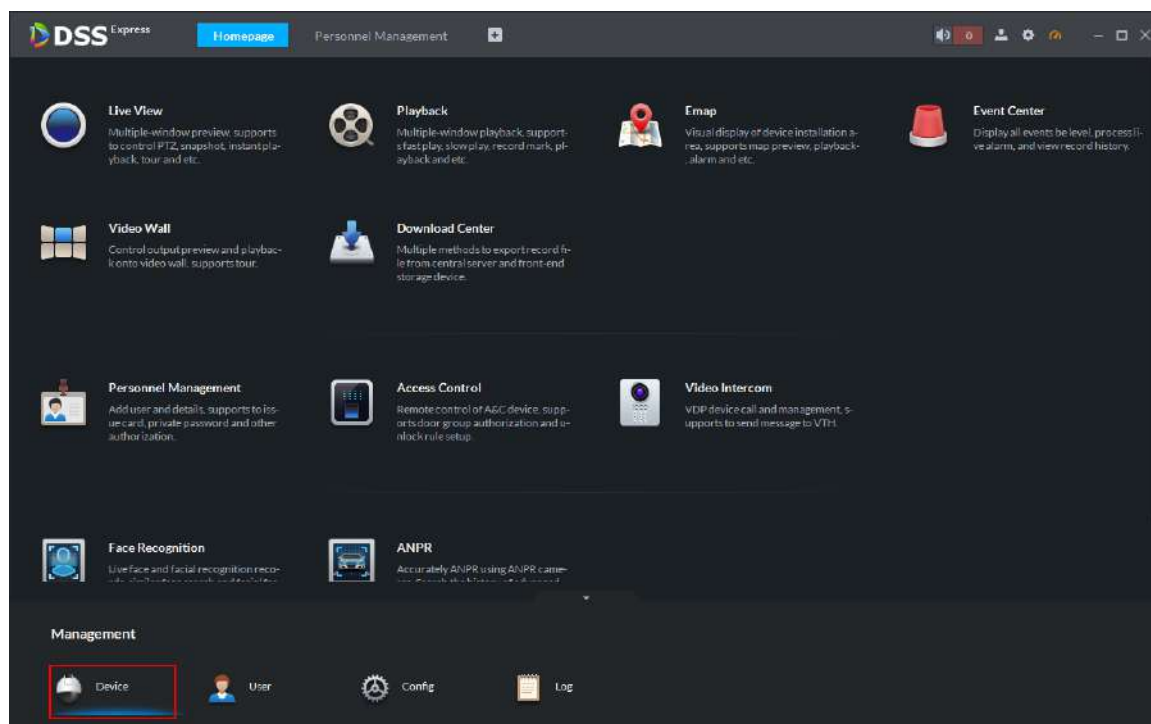 DSS Express
Homepage
Personnel Management
0
Live View
Multiple-window preview, supports
to control PTZ, snapshot, instant pla-
yback, tour and etc.
Playback
Multiple-window playback, support-
s fast play, slow play, record mark, pl-
ayback and etc.
Emap
Visual display of device installation a-
rea, supports map preview, playback-
, alarm and etc.
Event Center
Display all events be level, process li-
ve alarm, and view record history.
Video Wall
Control output preview and playbac-
k onto video wall, supports tour.
Download Center
Multiple methods to export record fi-
le from central server and front-end
storage device.
Personnel Management
Add user and details, supports to iss-
ue card, private password and other
authorization.
Access Control
Remote control of A&C device, supp-
orts door group authorization and u-
nlock rule setup.
Video Intercom
VDP device call and management, s-
upports to send message to VTH.
Face Recognition
Live face and facial recognition reco-
ANPR
Accurately ANPR using ANPR came-
Management
Device
User
Config
Log